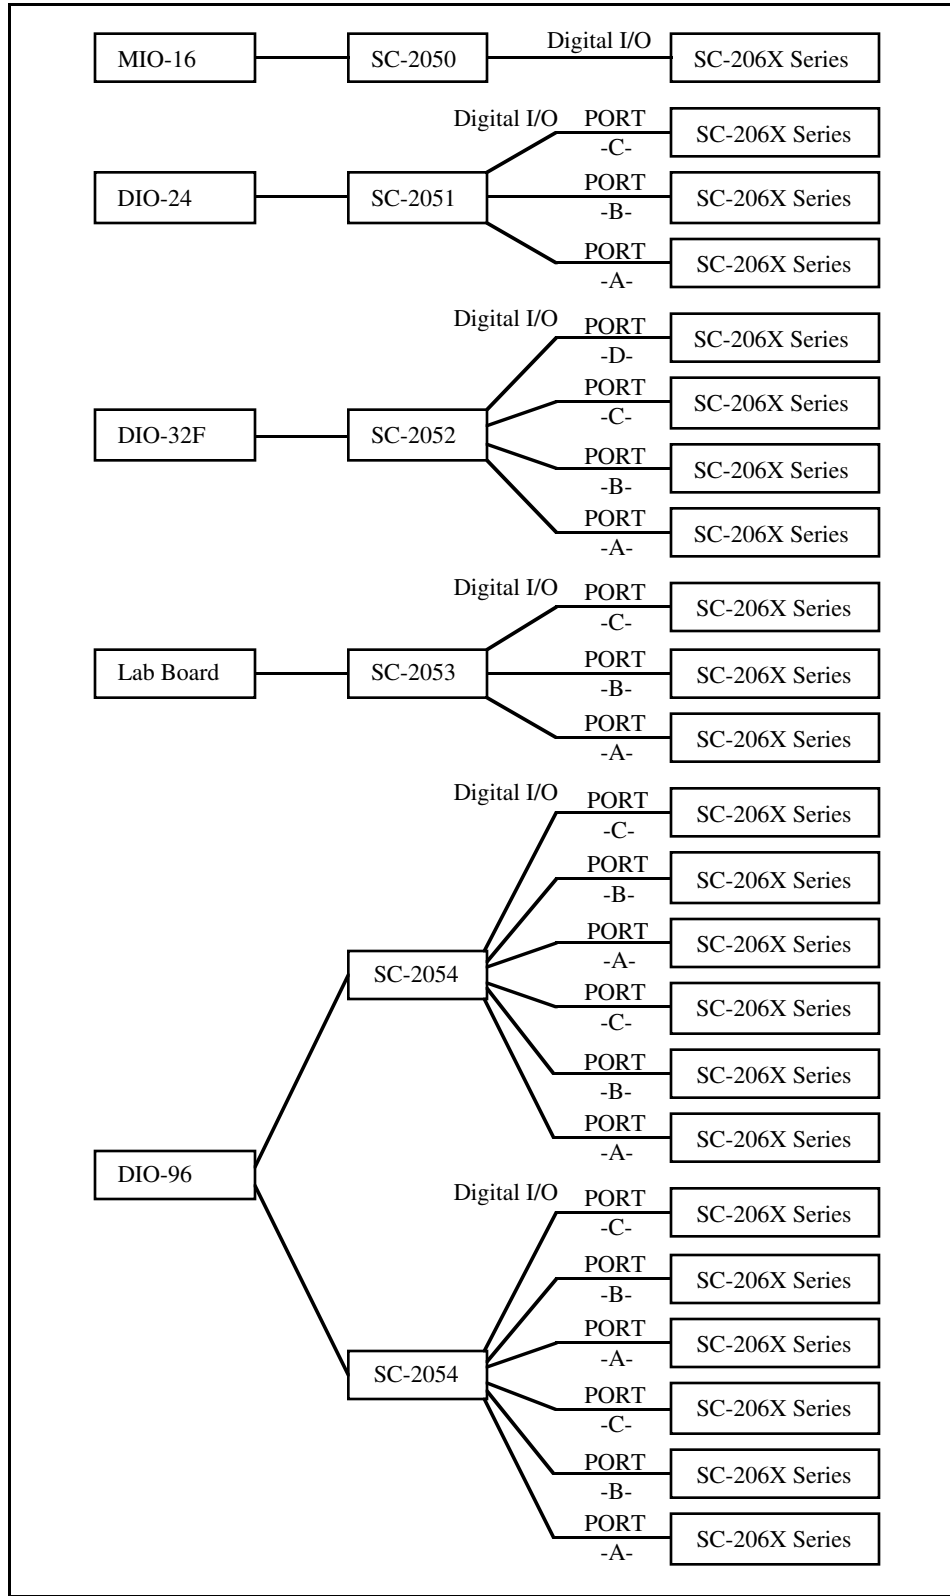 Digital I/O
MIO-16 SC-2050 SC-206X Series
Digital I/O PORT
-C- SC-206X Series
DIO-24 SC-2051 PORT
-B- SC-206X Series
PORT
-A- SC-206X Series
Digital I/O PORT
-D- SC-206X Series
PORT
-C- SC-206X Series
DIO-32F SC-2052
PORT
-B- SC-206X Series
PORT
-A- SC-206X Series
Digital I/O PORT
-C- SC-206X Series
Lab Board SC-2053 PORT
-B- SC-206X Series
PORT
-A- SC-206X Series
Digital I/O PORT
-C- SC-206X Series
PORT
-B- SC-206X Series
PORT
-A- SC-206X Series
SC-2054
PORT
-C- SC-206X Series
PORT
-B- SC-206X Series
PORT
-A- SC-206X Series
DIO-96
Digital I/O PORT
-C- SC-206X Series
PORT
-B- SC-206X Series
PORT
-A- SC-206X Series
SC-2054
PORT
-C- SC-206X Series
PORT
-B- SC-206X Series
PORT
-A- SC-206X Series